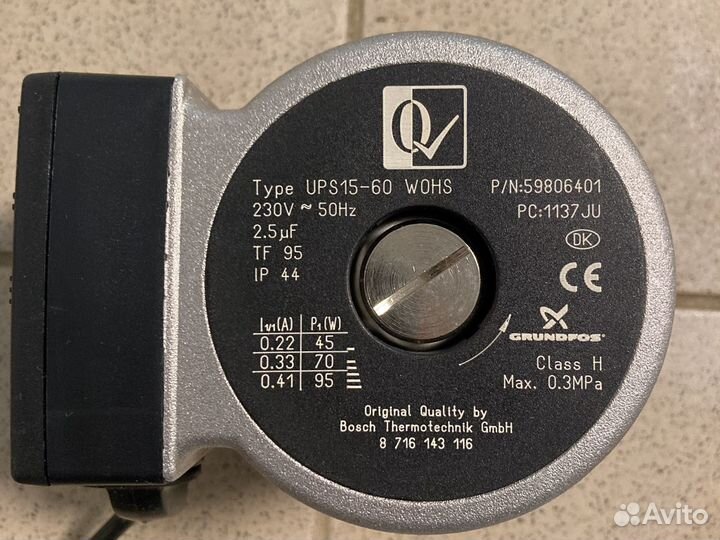 QV
Type UPS15-60 WOHS P/N:59806401
230V ≈ 50Hz PC:1137JU
2.5µF
TF 95 DK
IP 44 CE
I₁/₁(A) P₁(W)
0.22 45
0.33 70
0.41 95
GRUNDFOS
Class H
Max. 0.3MPa
Original Quality by
Bosch Thermotechnik GmbH
8 716 143 116
Avito